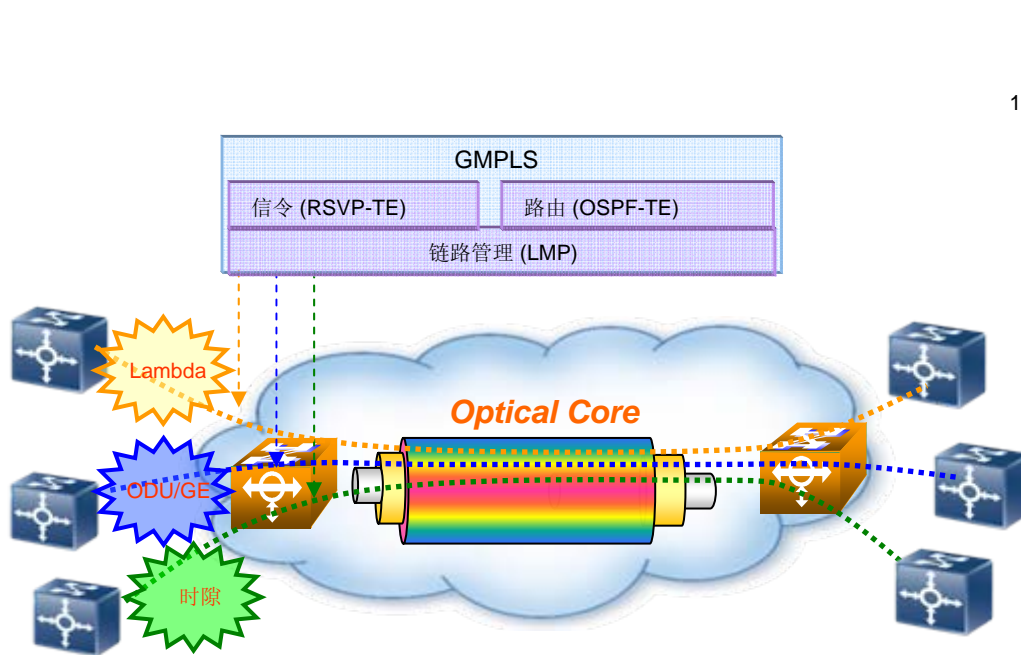 1
GMPLS
信令 (RSVP-TE)
路由 (OSPF-TE)
链路管理 (LMP)
Lambda
Optical Core
ODU/GE
时隙